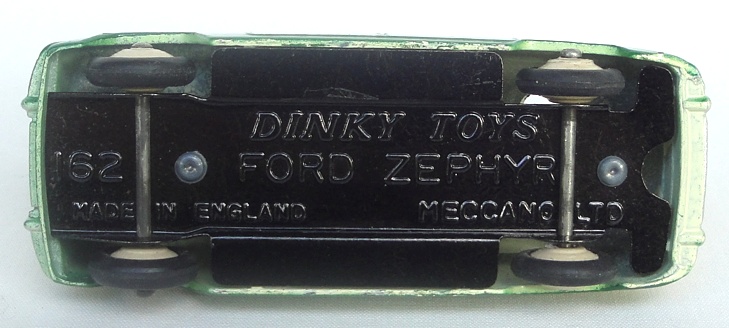 DINKY TOYS
162 FORD ZEPHYR
MADE IN ENGLAND MECCANO LTD